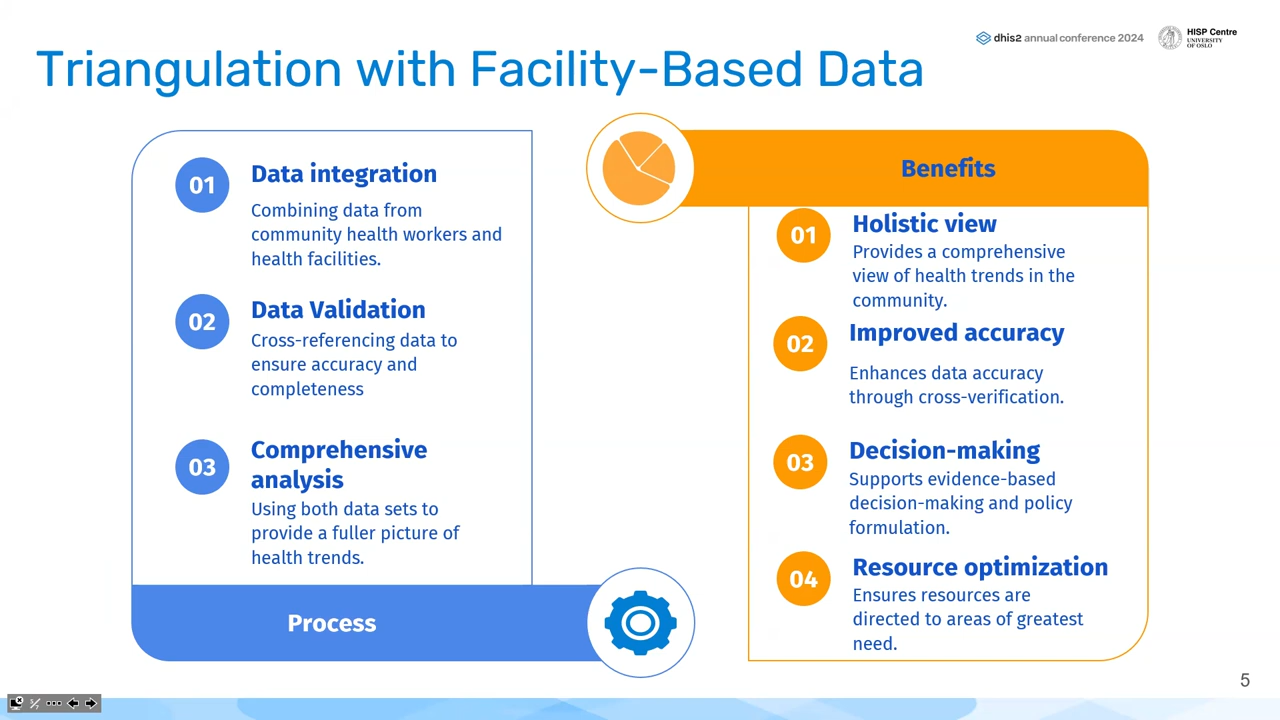 dhis2 annual conference 2024
HISP Centre
UNIVERSITY
OF OSLO
Triangulation with Facility-Based Data
01
Data integration
Combining data from
community health workers and
health facilities.
02
Data Validation
Cross-referencing data to
ensure accuracy and
completeness
03
Comprehensive
analysis
Using both data sets to
provide a fuller picture of
health trends.
Process
Benefits
01
Holistic view
Provides a comprehensive
view of health trends in the
community.
02
Improved accuracy
Enhances data accuracy
through cross-verification.
03
Decision-making
Supports evidence-based
decision-making and policy
formulation.
04
Resource optimization
Ensures resources are
directed to areas of greatest
need.
5